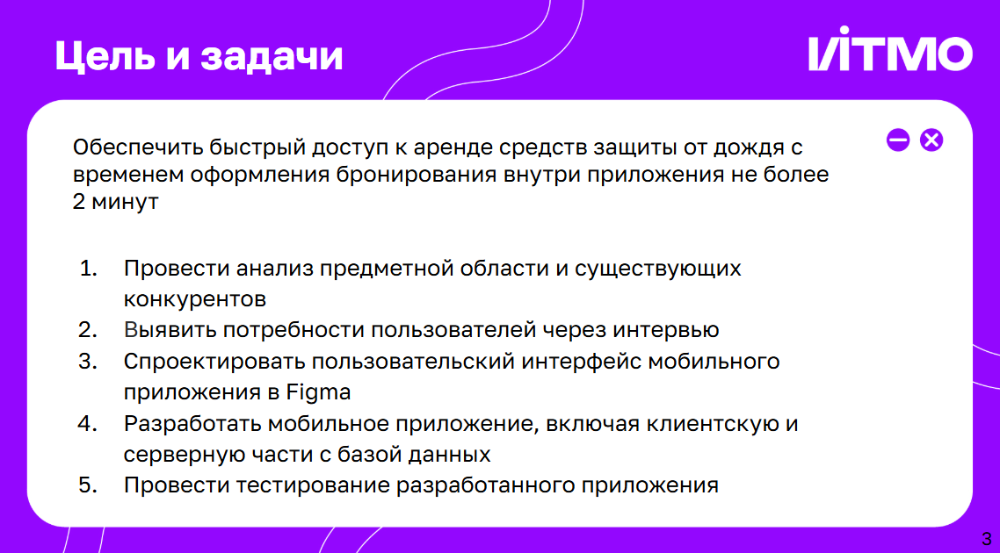 Цель и задачи
ИТМО
Обеспечить быстрый доступ к аренде средств защиты от дождя с
временем оформления бронирования внутри приложения не более
2 минут
1. Провести анализ предметной области и существующих
конкурентов
2. Выявить потребности пользователей через интервью
3. Спроектировать пользовательский интерфейс мобильного
приложения в Figma
4. Разработать мобильное приложение, включая клиентскую и
серверную части с базой данных
5. Провести тестирование разработанного приложения
3